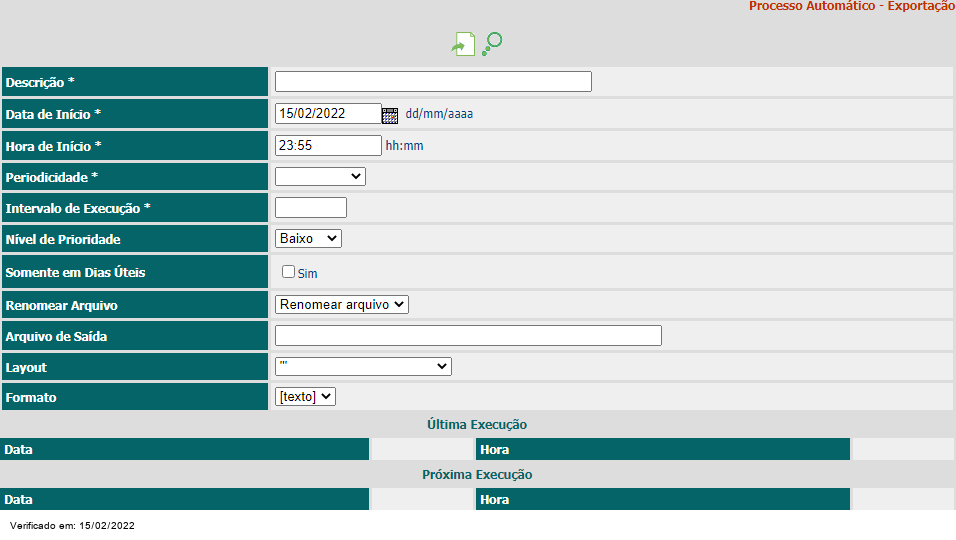 Processo Automático - Exportação
Descrição *
Data de Início * 15/02/2022 dd/mm/aaaa
Hora de Início * 23:55 hh:mm
Periodicidade *
Intervalo de Execução *
Nível de Prioridade Baixo
Somente em Dias Úteis Sim
Renomear Arquivo Renomear arquivo
Arquivo de Saída
Layout '''
Formato [texto]
Última Execução
Data Hora
Próxima Execução
Data Hora
Verificado em: 15/02/2022